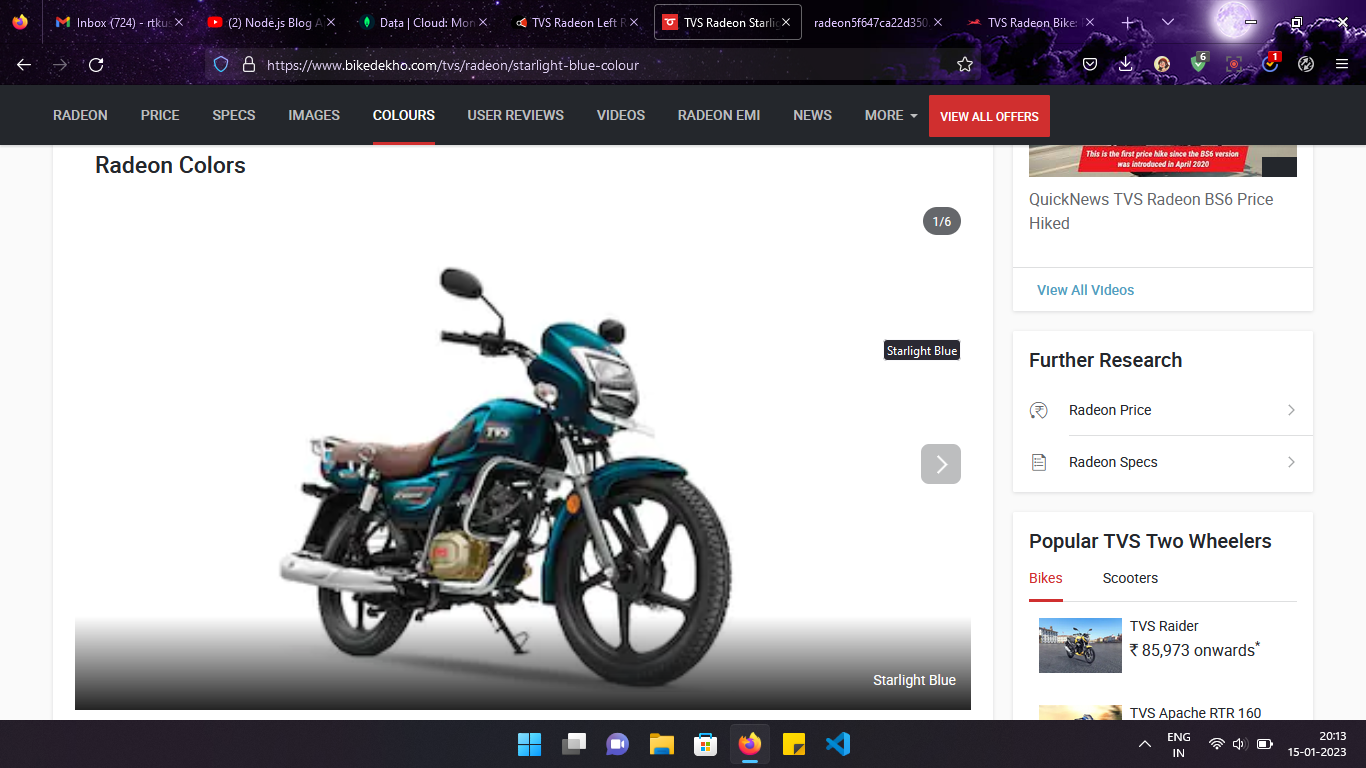 Inbox (724) - rtkus
(2) Node.js Blog A
Data | Cloud: Mon
TVS Radeon Left R
TVS Radeon Starlig
radeon5f647ca22d350.
TVS Radeon Bike:
https://www.bikedekho.com/tvs/radeon/starlight-blue-colour
6
1
RADEON PRICE SPECS IMAGES COLOURS USER REVIEWS VIDEOS RADEON EMI NEWS MORE VIEW ALL OFFERS
Radeon Colors
1/6
Starlight Blue
TVS
Starlight Blue
This is the first price hike since the BS6 version
was introduced in April 2020
QuickNews TVS Radeon BS6 Price
Hiked
View All Videos
Further Research
Radeon Price
Radeon Specs
Popular TVS Two Wheelers
Bikes Scooters
TVS Raider
₹ 85,973 onwards*
TVS Apache RTR 160
ENG
IN
20:13
15-01-2023